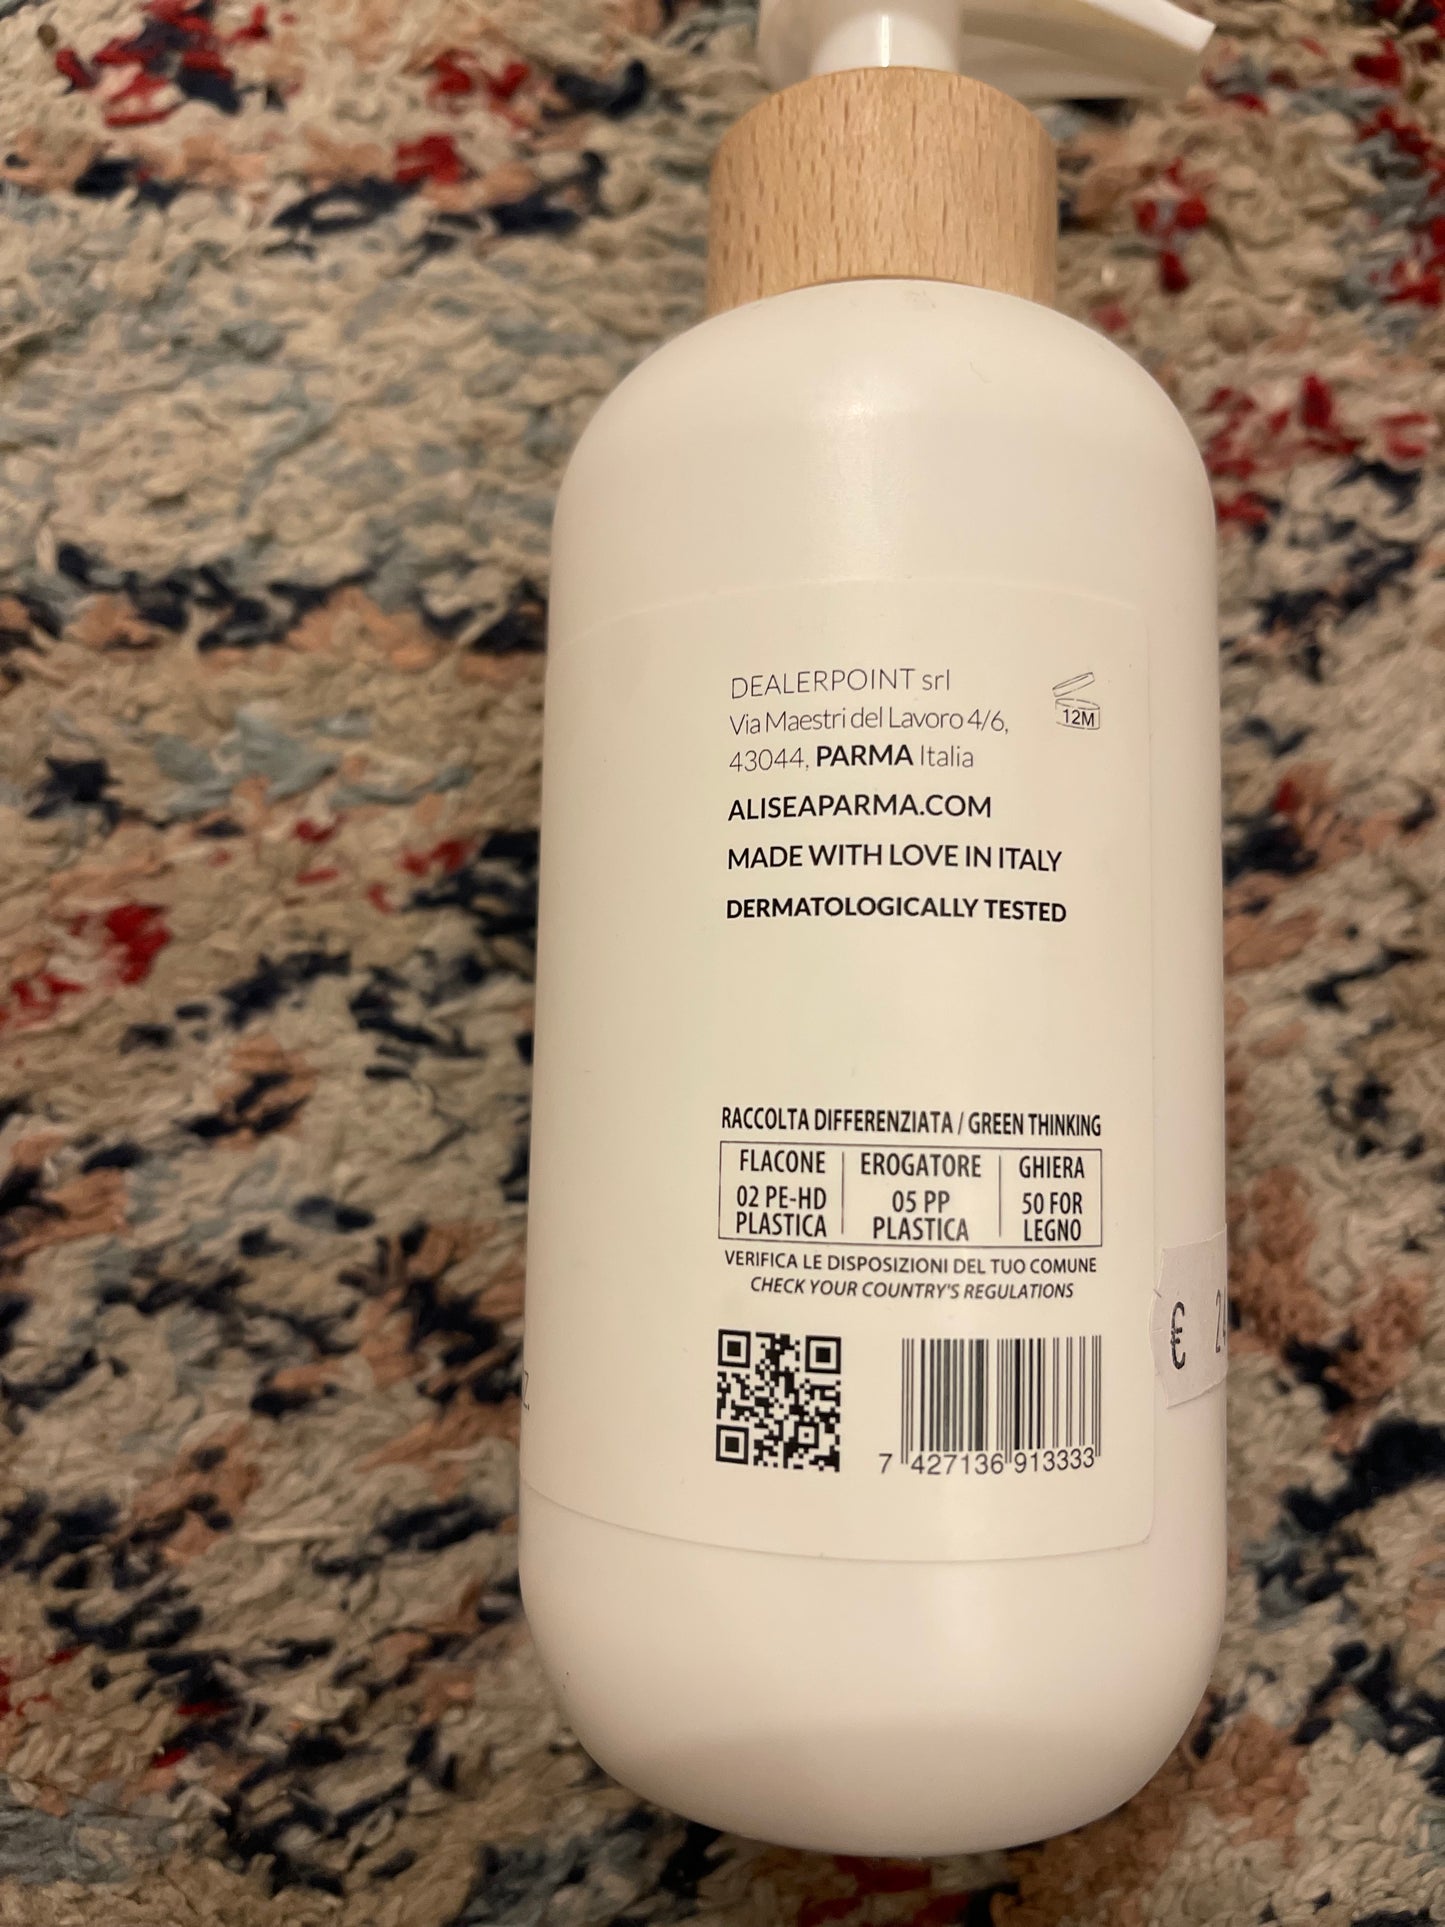 DEALERPOINT srl
Via Maestri del Lavoro 4/6,
43044, PARMA Italia
12M
ALISEAPARMA.COM
MADE WITH LOVE IN ITALY
DERMATOLOGICALLY TESTED
RACCOLTA DIFFERENZIATA / GREEN THINKING
FLACONE EROGATORE GHIERA
02 PE-HD 05 PP 50 FOR
PLASTICA PLASTICA LEGNO
VERIFICA LE DISPOSIZIONI DEL TUO COMUNE
CHECK YOUR COUNTRY'S REGULATIONS
€
7 427136 913333